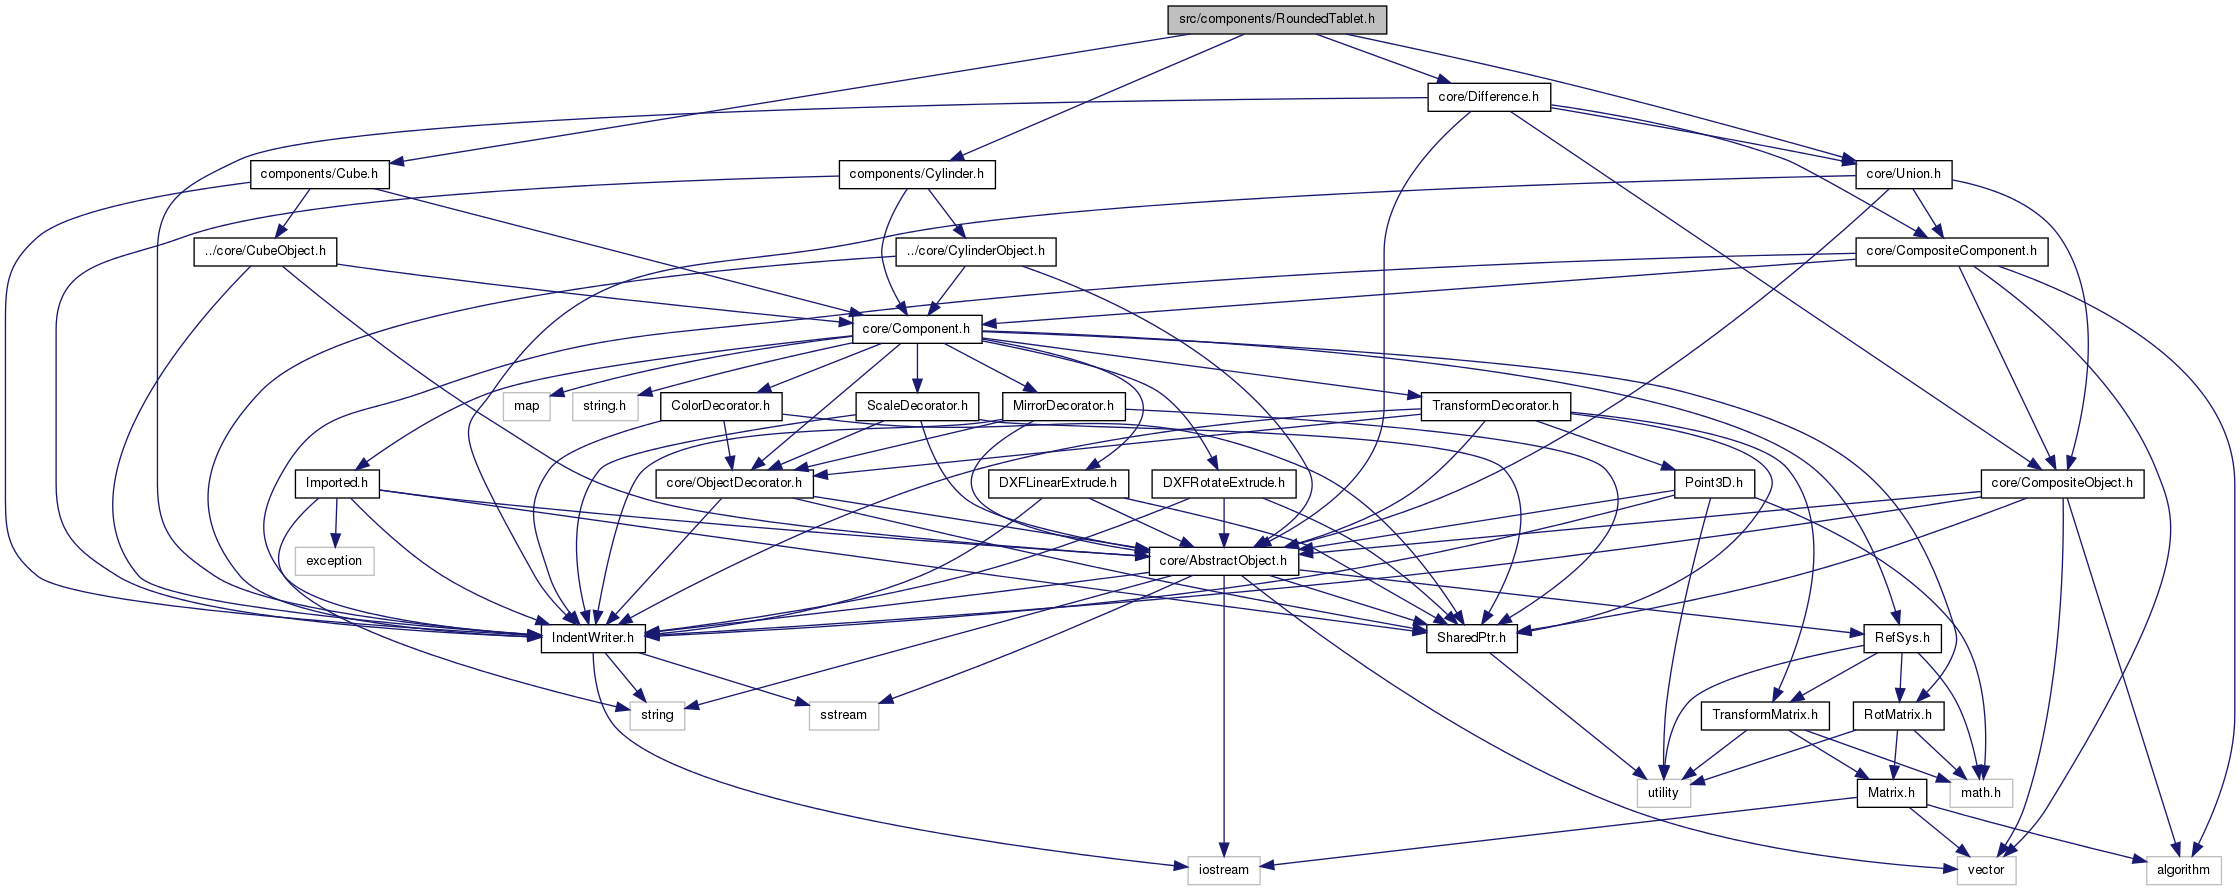 src/components/RoundedTablet.h
core/Difference.h
components/Cube.h
components/Cylinder.h
core/Union.h
../core/CubeObject.h
../core/CylinderObject.h
core/CompositeComponent.h
core/Component.h
map
string.h
ColorDecorator.h
ScaleDecorator.h
MirrorDecorator.h
TransformDecorator.h
Imported.h
core/ObjectDecorator.h
DXFLinearExtrude.h
DXFRotateExtrude.h
Point3D.h
core/CompositeObject.h
exception
core/AbstractObject.h
IndentWriter.h
SharedPtr.h
RefSys.h
string
sstream
TransformMatrix.h
RotMatrix.h
utility
Matrix.h
math.h
iostream
vector
algorithm